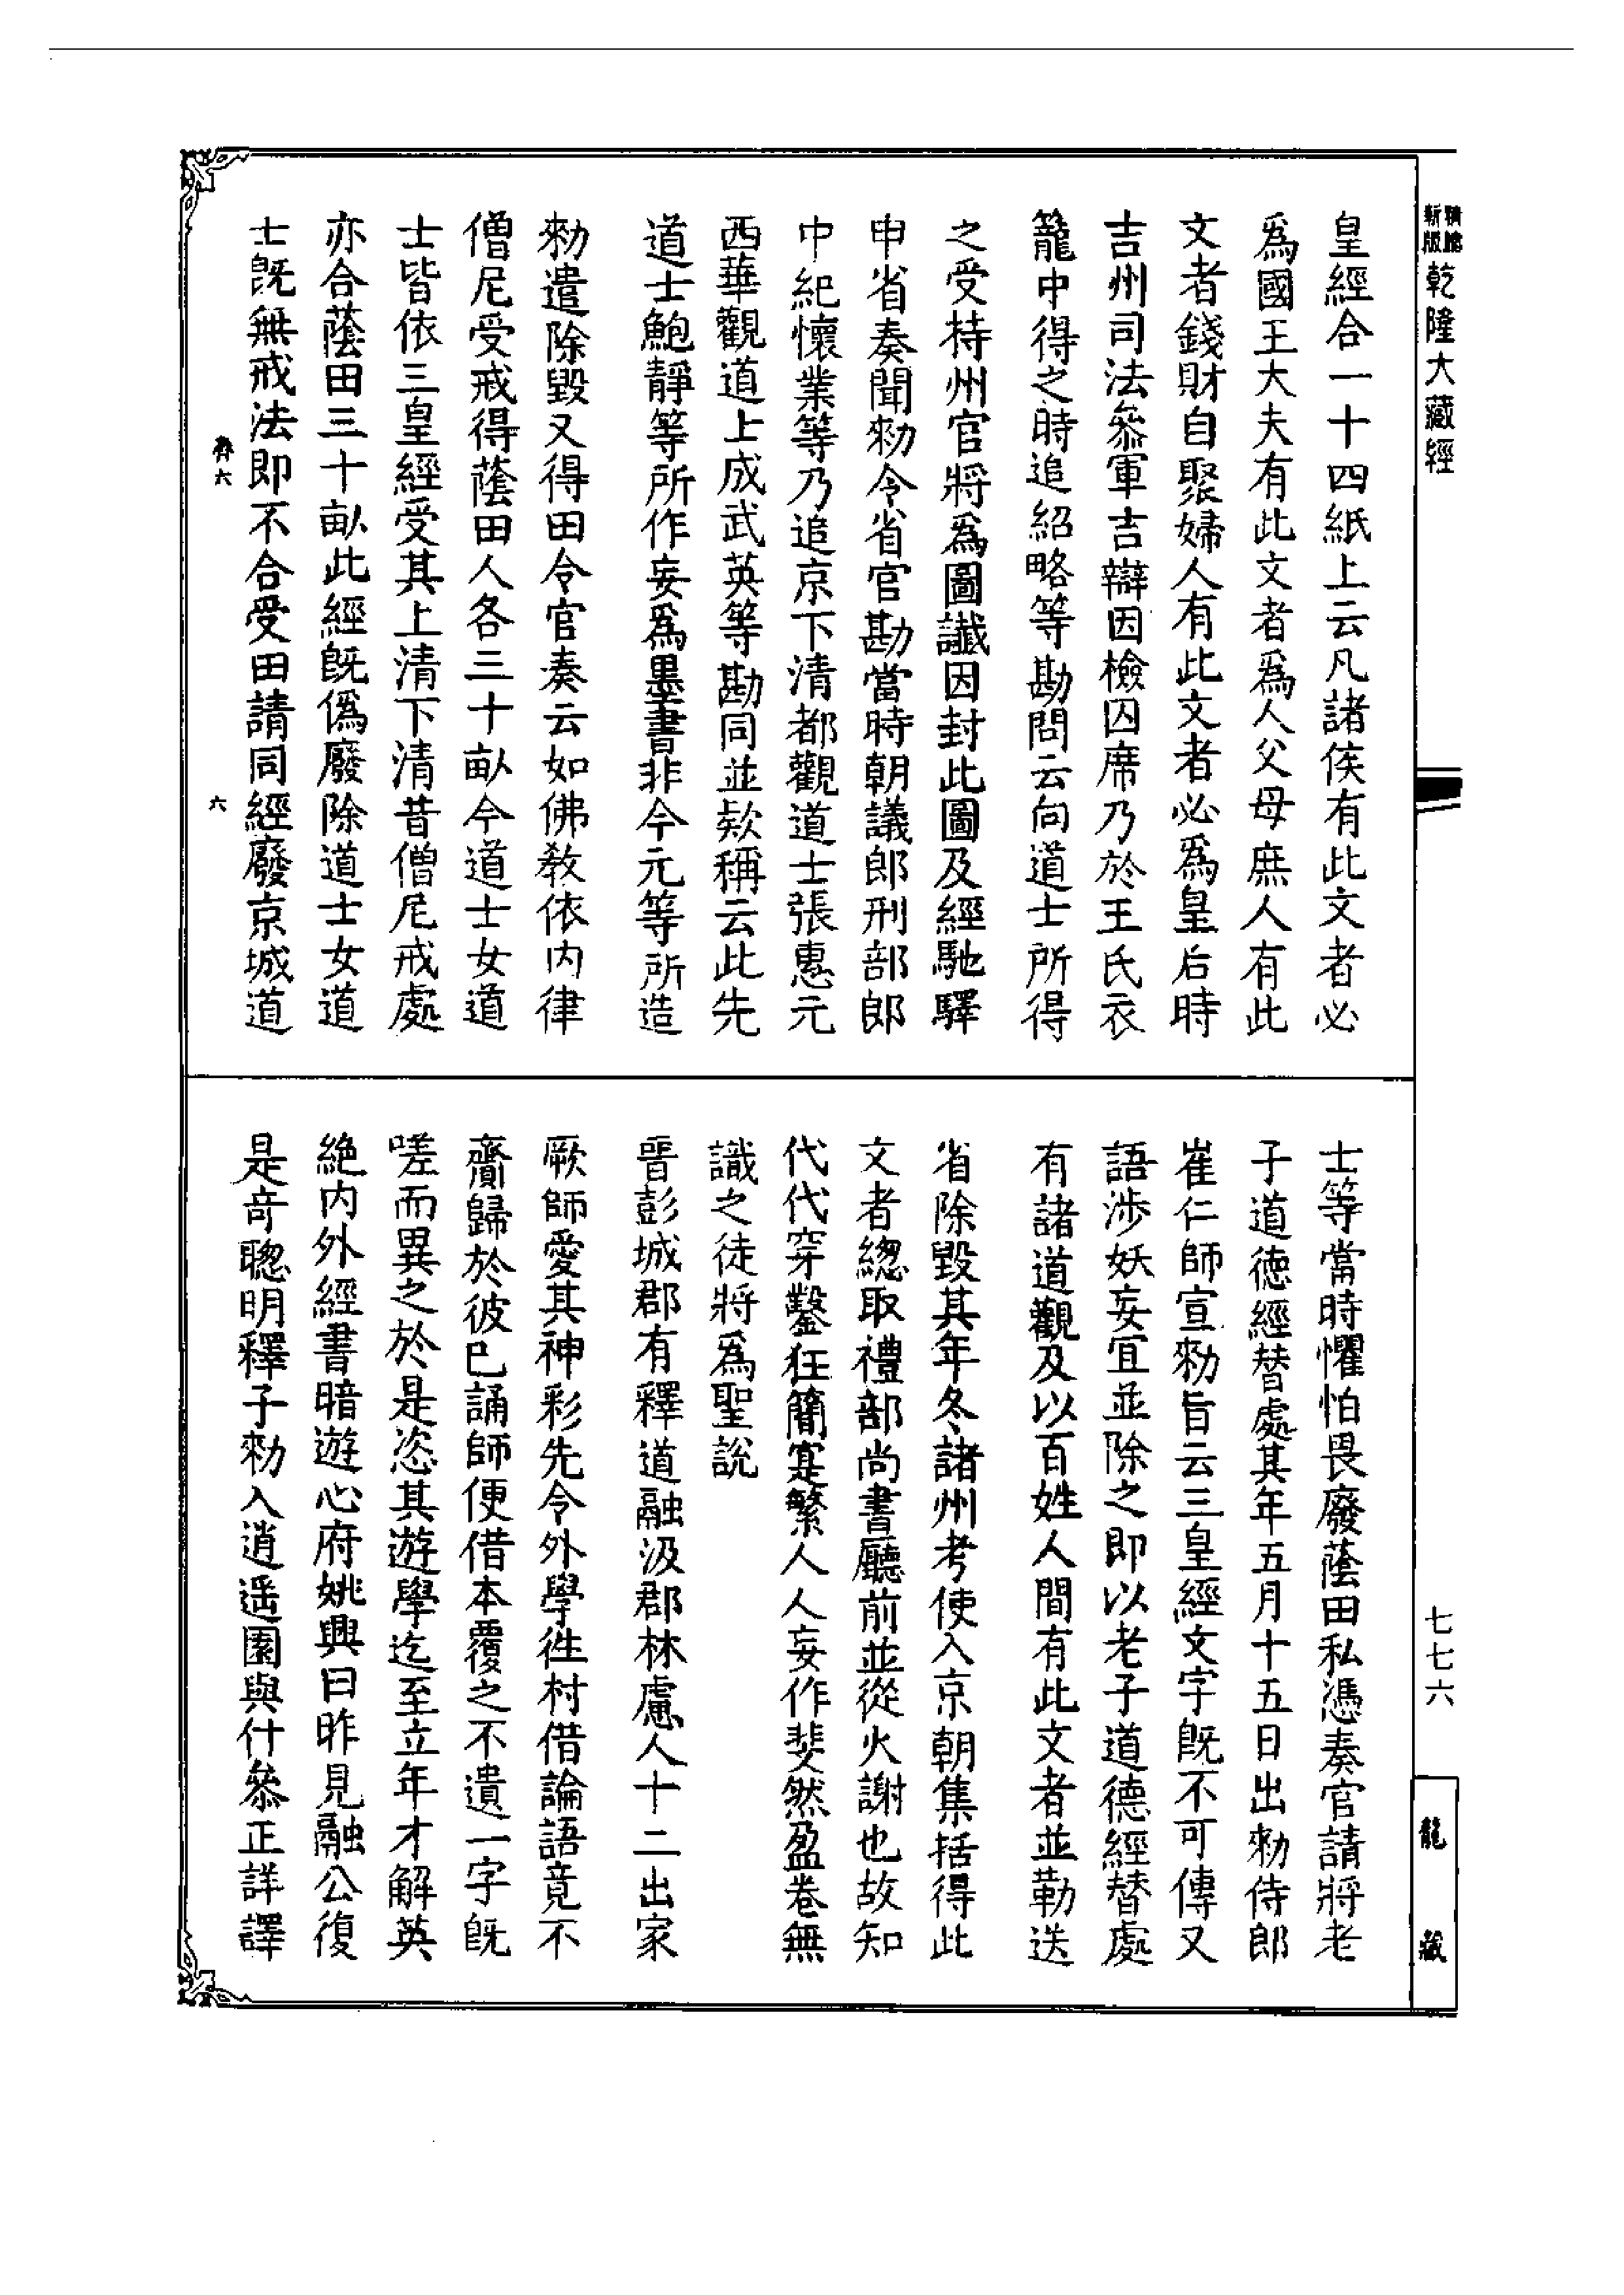 精縮新版乾隆大藏經
皇經合一十四紙上云凡諸侯有此文者必
爲國王大夫有此文者爲人父母庶人有此
文者錢財自聚婦人有此文者必爲皇后時
吉州司法叅軍吉辯因檢囚席乃於王氏衣
籠中得之時追紹略等勘問云向道士所得
之受持州官將爲圖讖因封此圖及經馳驛
申省奏聞勑令省官勘當時朝議郎刑部郎
中紀懷業等乃追京下清都觀道士張惠元
西華觀道士成武英等勘同並款稱云此先
道士鮑靜等所作妄爲墨書非今元等所造
勑遣除毀又得田令官奏云如佛教依内律
僧尼受戒得蔭田人各三十畝今道士女道
士皆依三皇經受其上清下清昔僧尼戒處
亦合蔭田三十畝此經旣僞廢除道士女道
士旣無戒法即不合受田請同經廢京城道
六
六
士等當時懼怕畏廢蔭田私憑奏官請將老
子道德經替處其年五月十五日出勑侍郎
崔仁師宣勑旨云三皇經文字旣不可傳又
語涉妖妄宜並除之即以老子道德經替處
有諸道觀及以百姓人間有此文者並勒送
省除毀其年冬諸州考使入京朝集括得此
文者緫取禮部尚書廳前並從火謝也故知
代代穿鑿狂簡寔繁人人妄作斐然盈卷無
識之徒將爲聖說
晋彭城郡有釋道融汲郡林慮人十二出家
厥師愛其神彩先令外學徃村借論語竟不
齎歸於彼已誦師便借本覆之不遺一字旣
嗟而異之於是恣其遊學迄至立年才解英
絶内外經書暗遊心府姚興曰昨見融公復
是竒聦明釋子勑入逍遥園與什叅正詳譯
七七六
龍藏